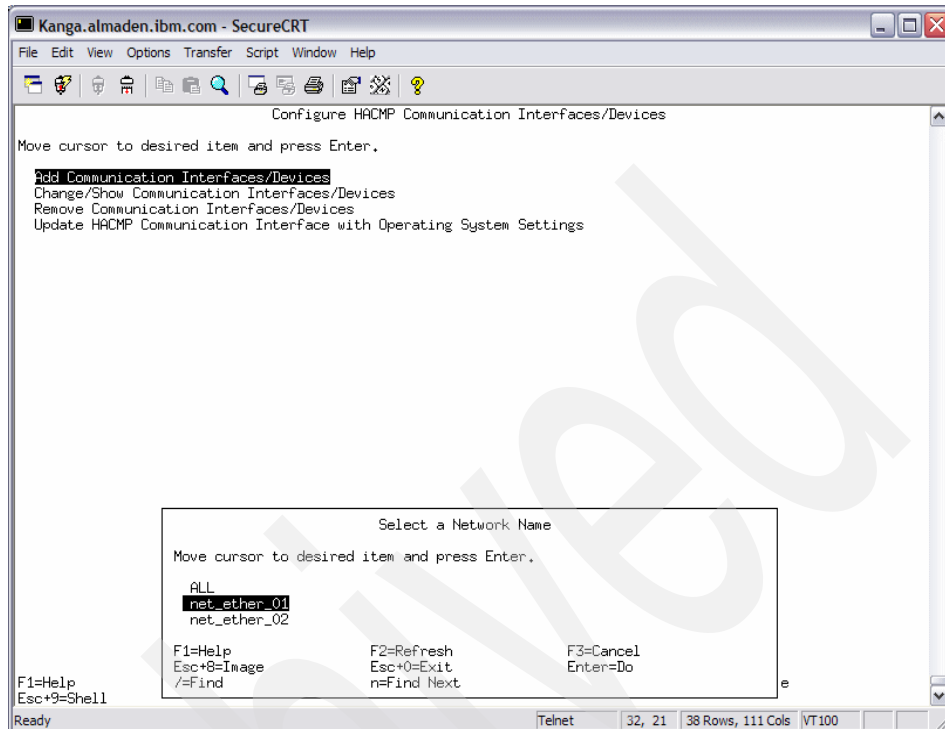 Kanga.almaden.ibm.com - SecureCRT
File Edit View Options Transfer Script Window Help
Configure HACMP Communication Interfaces/Devices
Move cursor to desired item and press Enter.
Add Communication Interfaces/Devices
Change/Show Communication Interfaces/Devices
Remove Communication Interfaces/Devices
Update HACMP Communication Interface with Operating System Settings
Select a Network Name
Move cursor to desired item and press Enter.
ALL
net_ether_01
net_ether_02
F1=Help F2=Refresh F3=Cancel
Esc+8=Image Esc+0=Exit Enter=Do
F1=Help /=Find n=Find Next e
Esc+9=Shell
Ready Telnet 32, 21 38 Rows, 111 Cols VT100